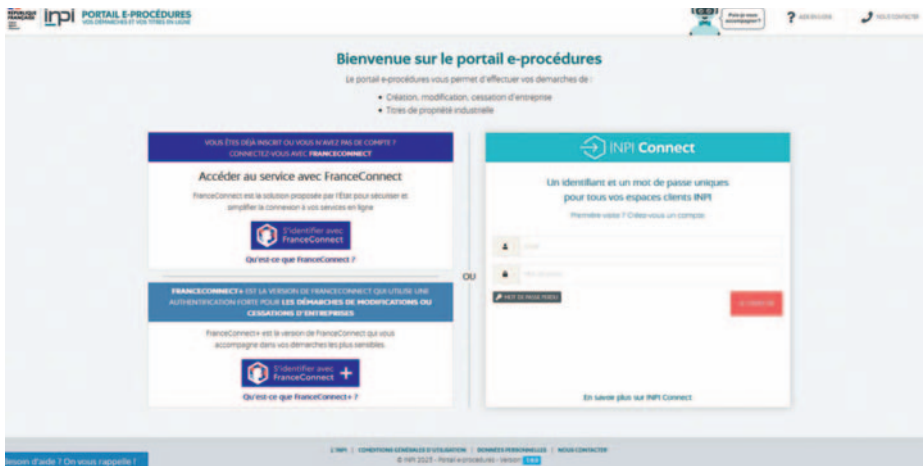 RÉPUBLIQUE
FRANÇAISE
inpi
PORTAIL E-PROCÉDURES
VOS DÉMARCHES ET VOS TITRES EN LIGNE
Puis-je vous
accompagner ?
? AIDE EN LIGNE
NOUS CONTACTER
Bienvenue sur le portail e-procédures
Le portail e-procédures vous permet d'effectuer vos démarches de :
• Création, modification, cessation d'entreprise
• Titres de propriété industrielle
VOUS ÊTES DÉJÀ INSCRIT OU VOUS N'AVEZ PAS DE COMPTE ?
CONNECTEZ-VOUS AVEC FRANCECONNECT
Accéder au service avec FranceConnect
FranceConnect est la solution proposée par l'État pour sécuriser et
simplifier la connexion à vos services en ligne
S'identifier avec
FranceConnect
Qu'est-ce que FranceConnect ?
FRANCECONNECT+ EST LA VERSION DE FRANCECONNECT QUI UTILISE UNE
AUTHENTIFICATION FORTE POUR LES DÉMARCHES DE MODIFICATIONS OU
CESSATIONS D'ENTREPRISES
FranceConnect+ est la version de FranceConnect qui vous
accompagne dans vos démarches les plus sensibles.
S'identifier avec
FranceConnect +
Qu'est-ce que FranceConnect+ ?
OU
INPI Connect
Un identifiant et un mot de passe uniques
pour tous vos espaces clients INPI
Première visite ? Créez-vous un compte.
MOT DE PASSE PERDU
SE CONNECTER
En savoir plus sur INPI Connect
L'INPI | CONDITIONS GÉNÉRALES D'UTILISATION | DONNÉES PERSONNELLES | NOUS CONTACTER
© INPI 2023 - Portail e-procédures - Version
Besoin d'aide ? On vous rappelle !